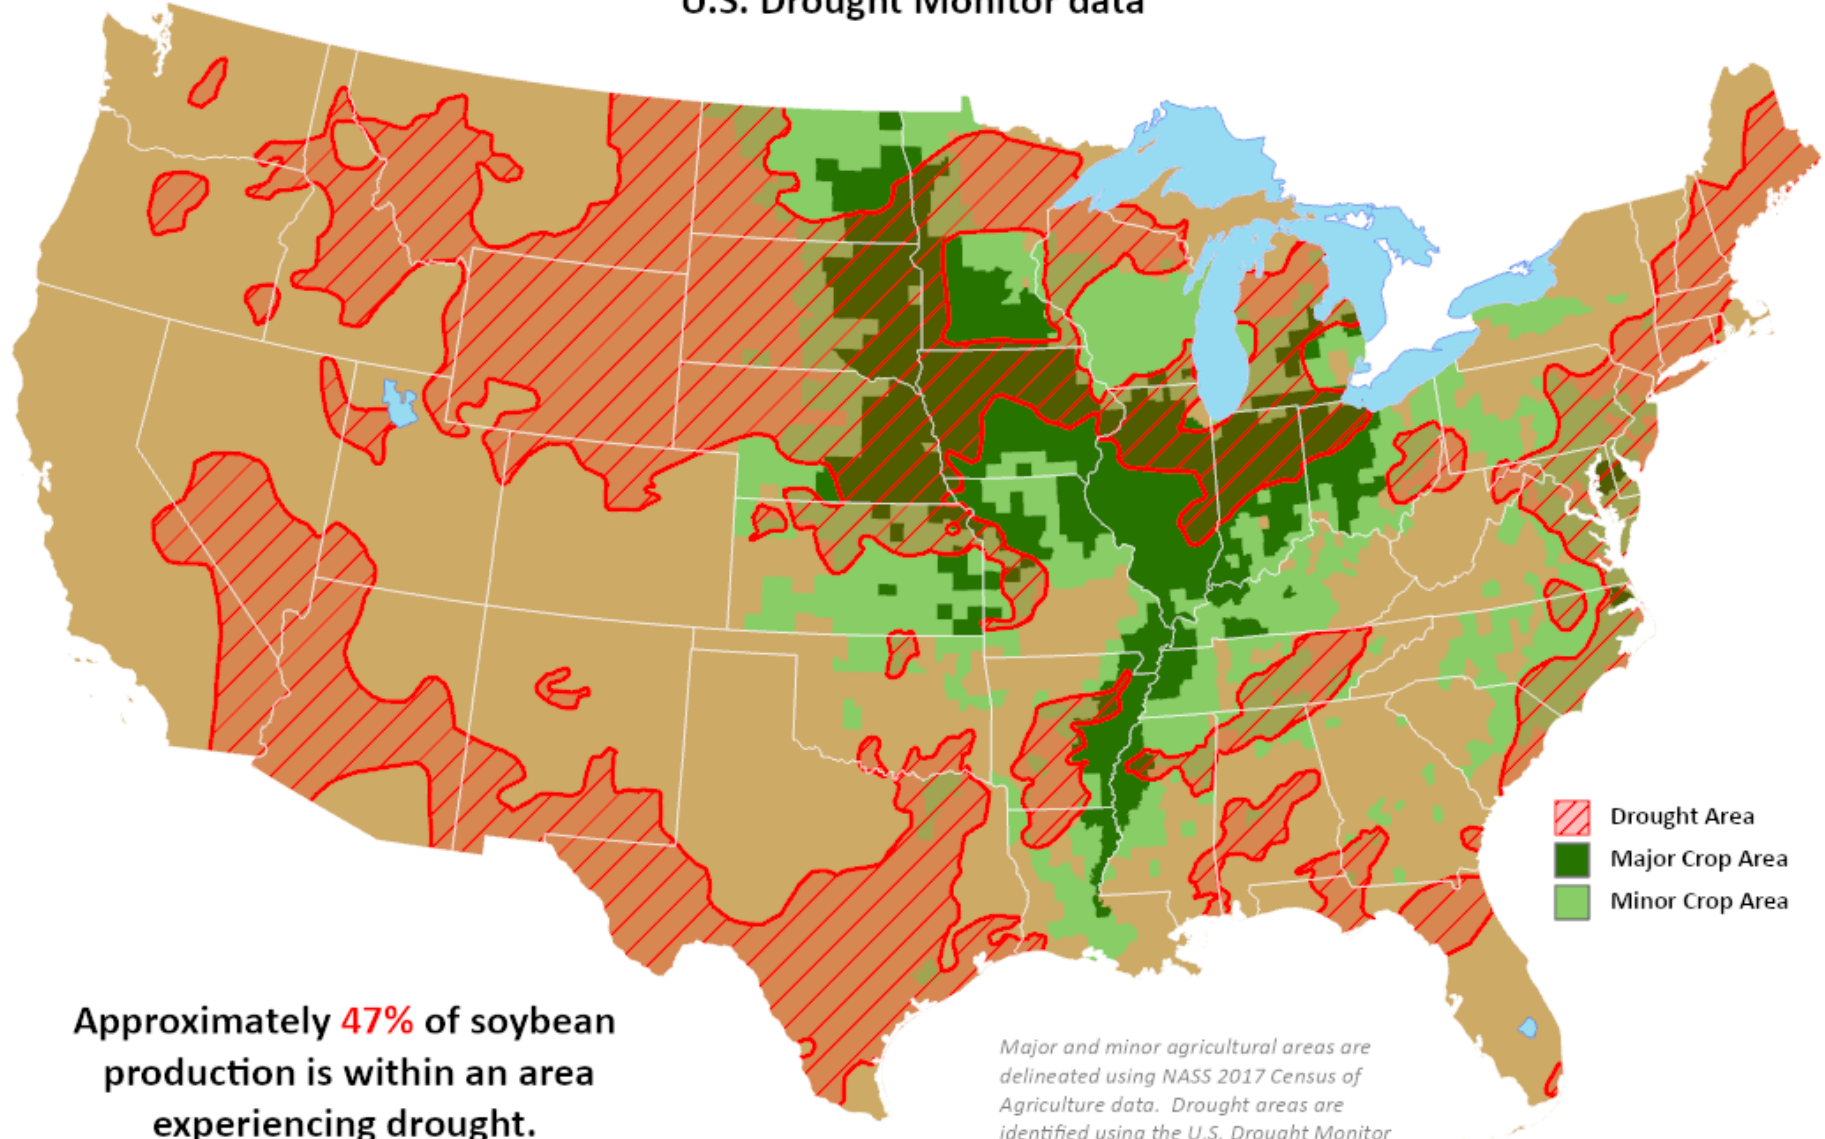 U.S. Drought Monitor data
Drought Area
Major Crop Area
Minor Crop Area
Approximately 47% of soybean
production is within an area
experiencing drought.
Major and minor agricultural areas are
delineated using NASS 2017 Census of
Agriculture data. Drought areas are
identified using the U.S. Drought Monitor